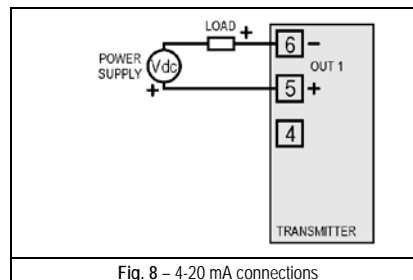 LOAD +
6 -
POWER SUPPLY
Vdc
OUT 1
+
5 +
4
TRANSMITTER
Fig. 8 – 4-20 mA connections